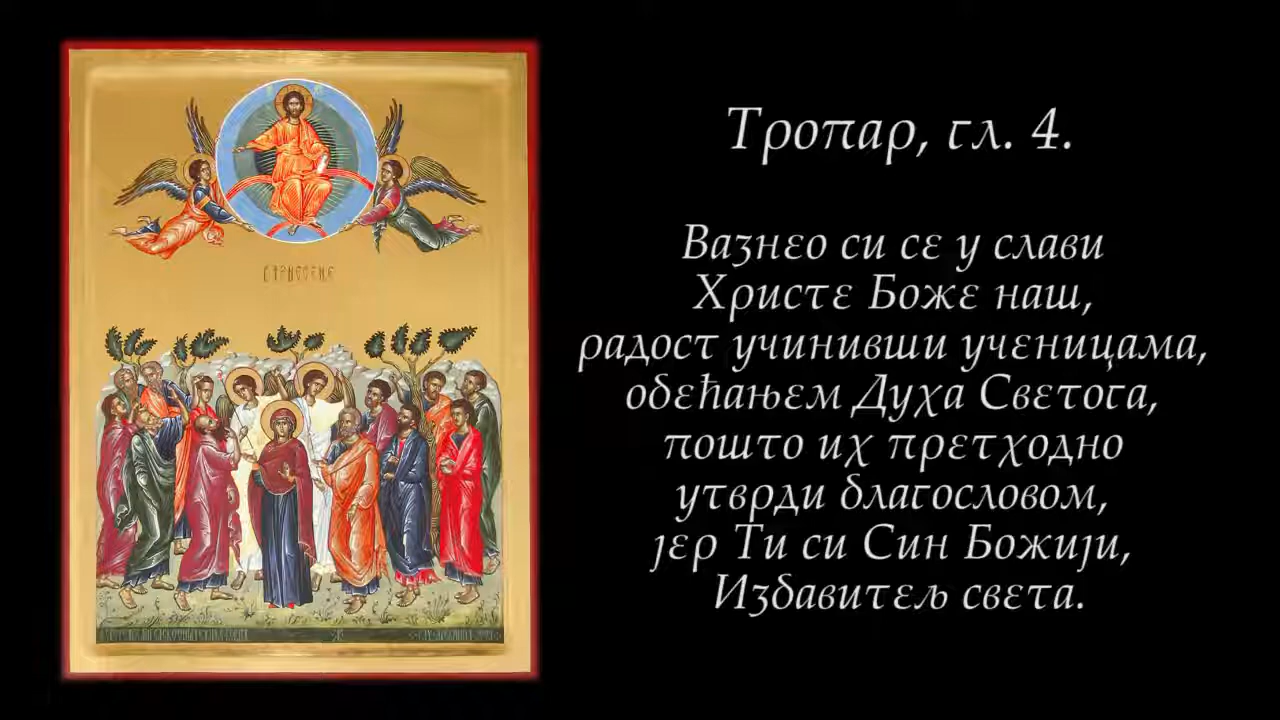 Тропар, гл. 4.
Вазнео си се у слави
Христе Боже наш,
радост учинивши ученицама,
обећањем Духа Светога,
пошто их претходно
утврди благословом,
јер Ти си Син Божији,
Избавитељ света.